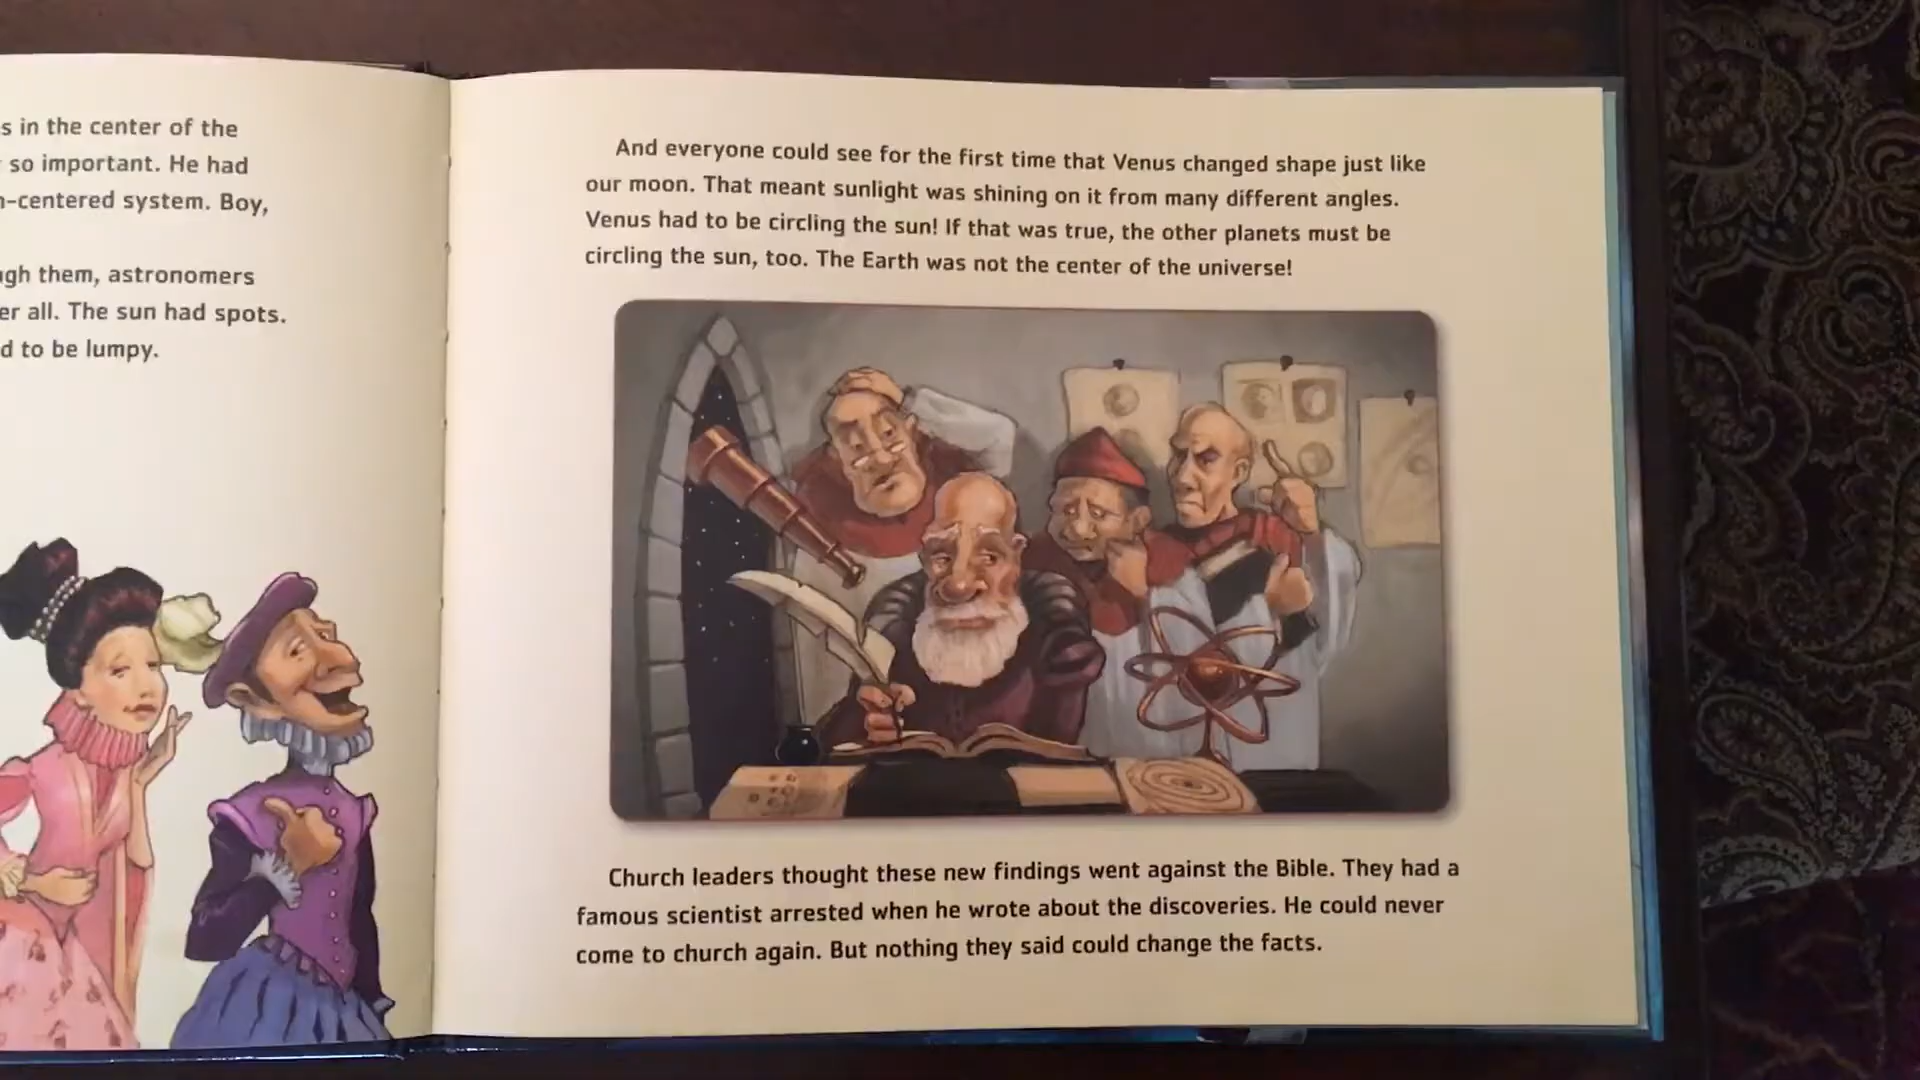 s in the center of the
so important. He had
-centered system. Boy,
gh them, astronomers
er all. The sun had spots.
d to be lumpy.
And everyone could see for the first time that Venus changed shape just like
our moon. That meant sunlight was shining on it from many different angles.
Venus had to be circling the sun! If that was true, the other planets must be
circling the sun, too. The Earth was not the center of the universe!
Church leaders thought these new findings went against the Bible. They had a
famous scientist arrested when he wrote about the discoveries. He could never
come to church again. But nothing they said could change the facts.